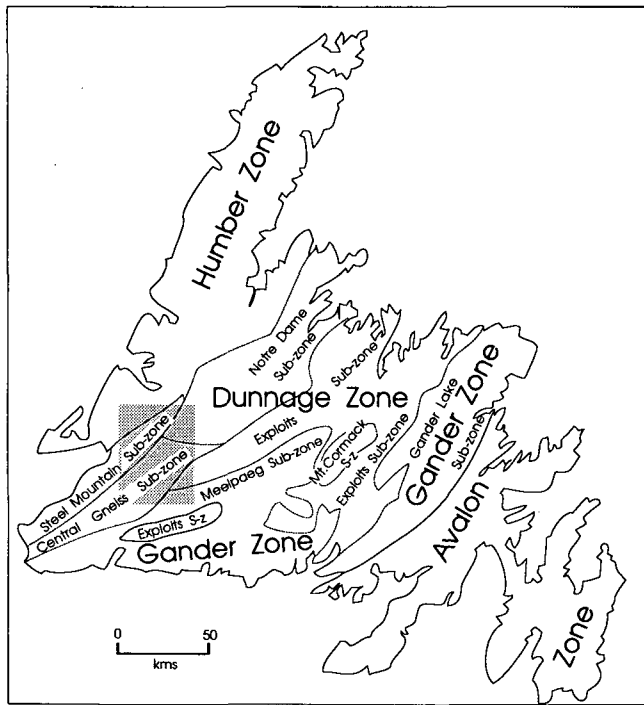 Humber Zone
Notre Dame
Sub-zone
Sub-zone
Dunnage Zone
Exploits
Gander Lake
Gander Zone
Sub-zone
Steel Mountain Sub-zone
Central Gneiss Sub-zone
Meelpaeg Sub-zone
Mt. Cormack
S-z
Exploits Sub-zone
Exploits S-z
Gander Zone
Avalon
Zone
0 50
kms